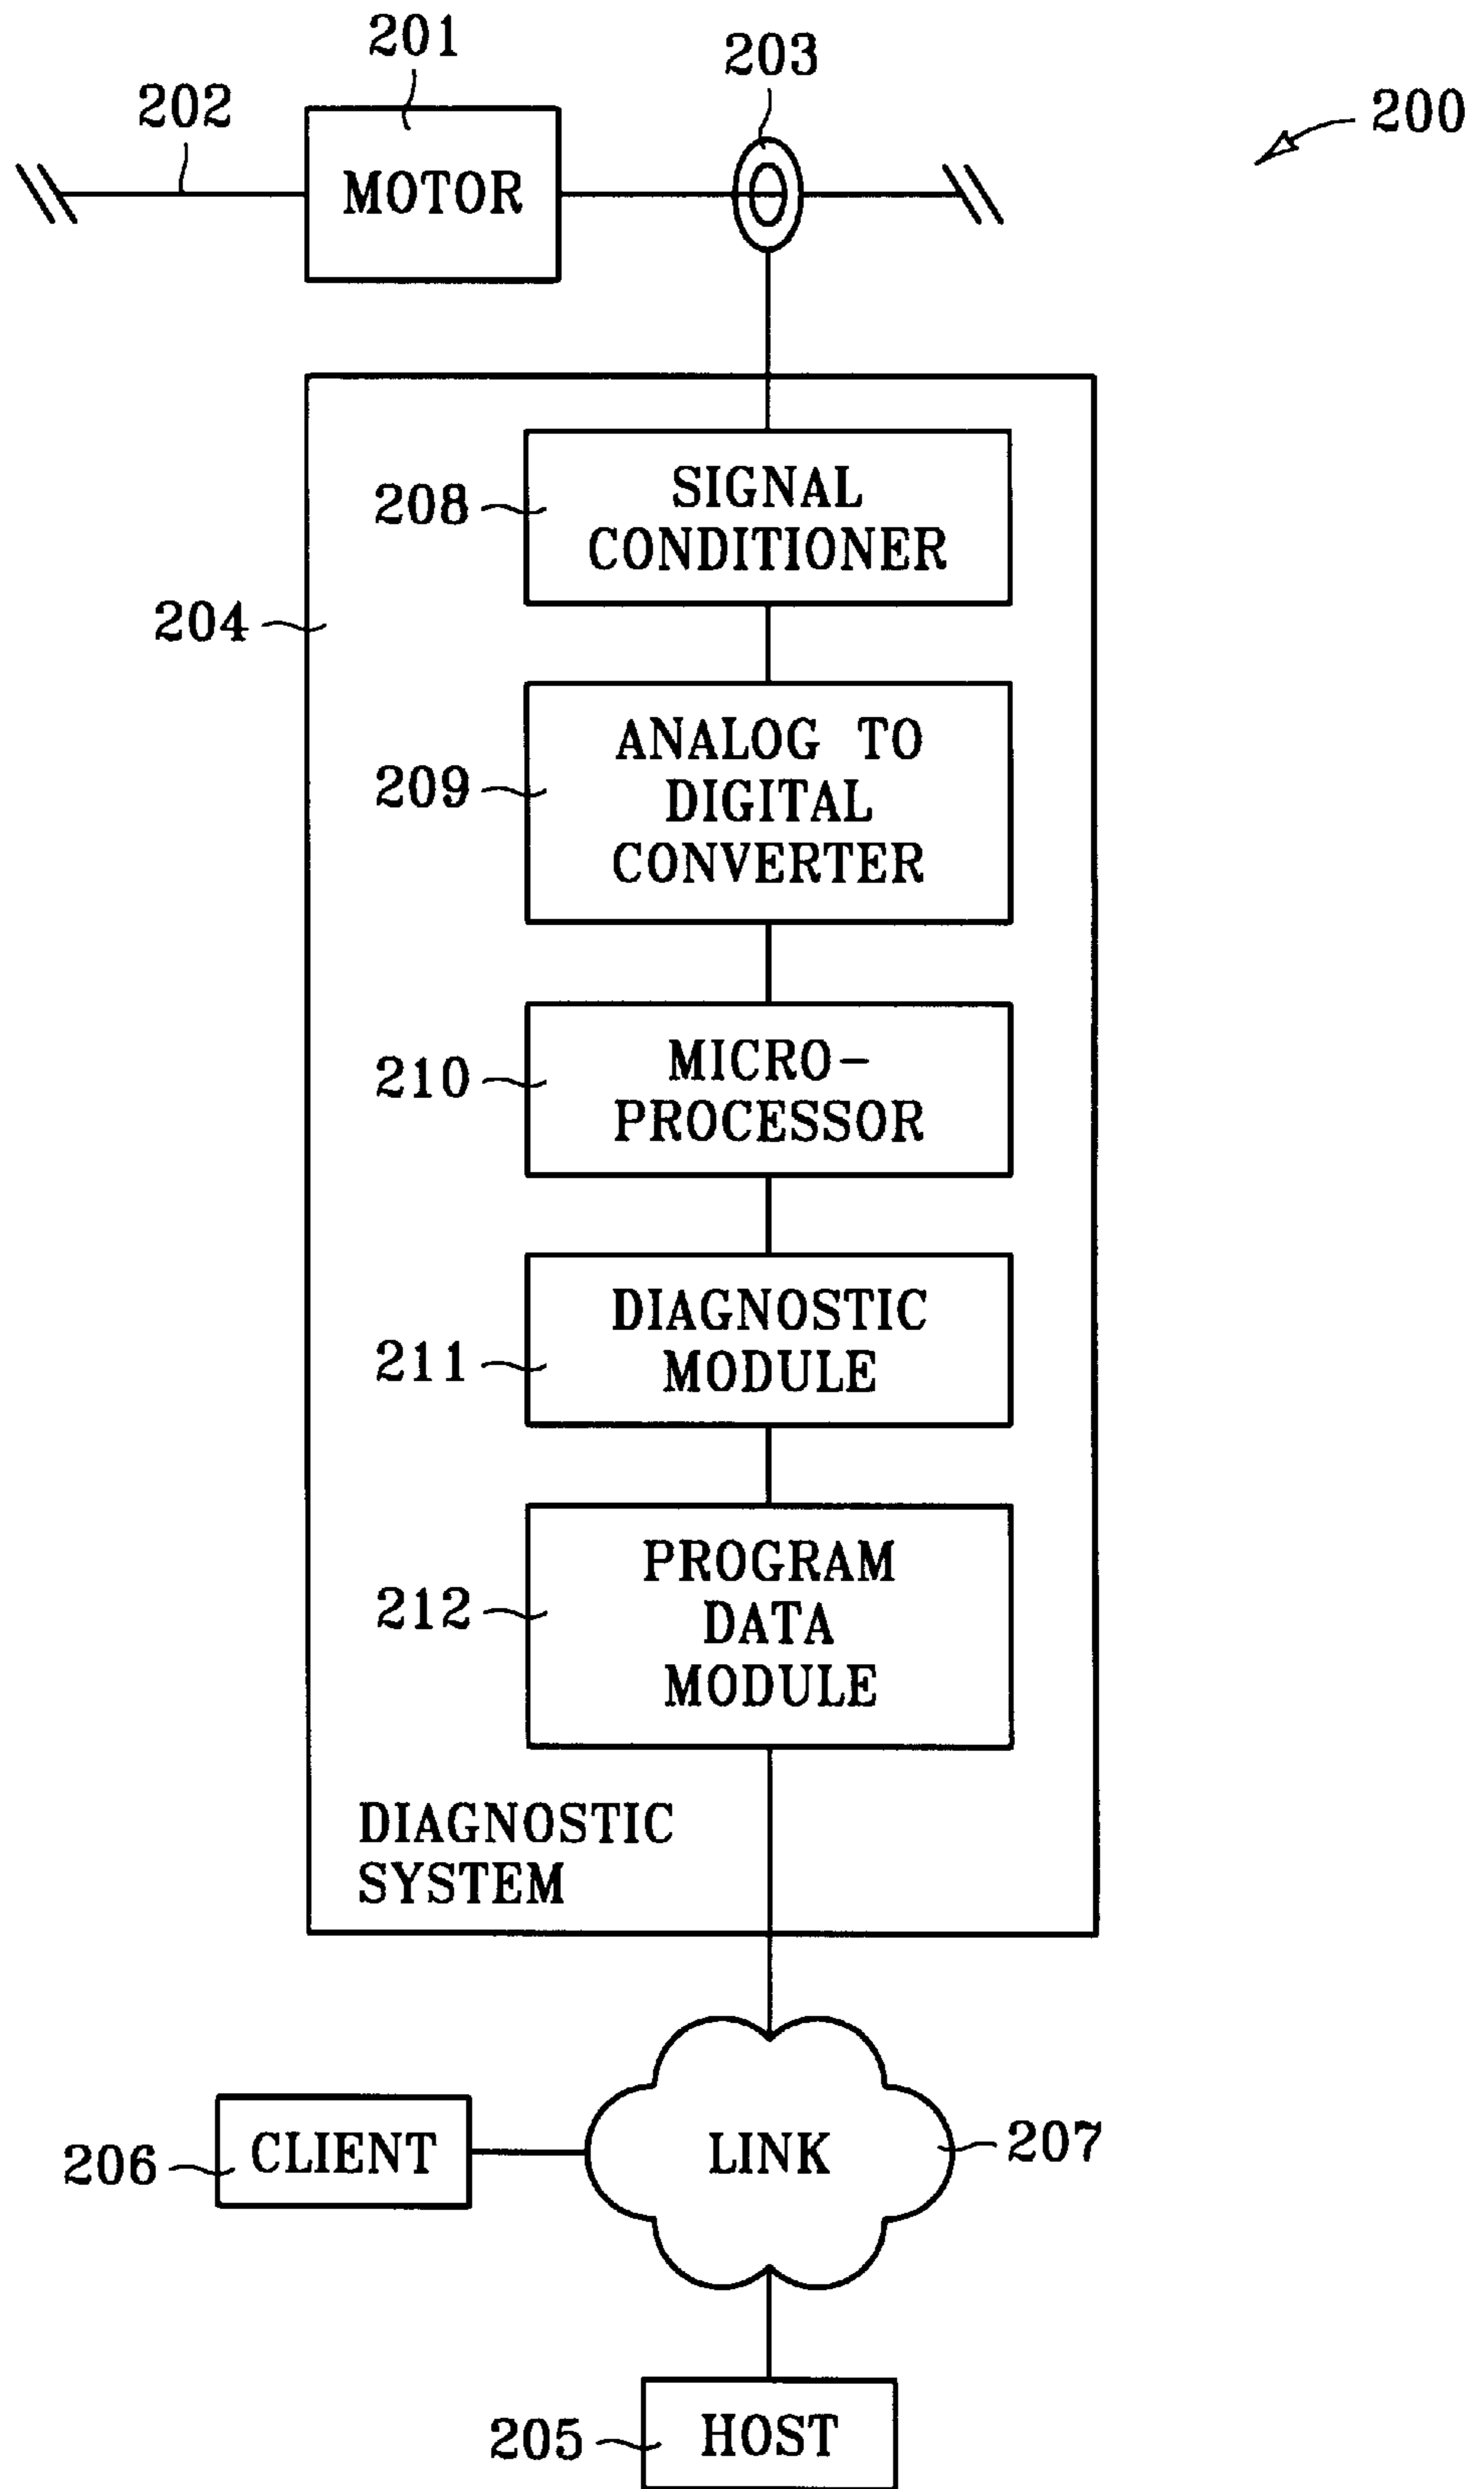 201
203
202
200
MOTOR
208
SIGNAL
CONDITIONER
204
209
ANALOG TO
DIGITAL
CONVERTER
210
MICRO-
PROCESSOR
211
DIAGNOSTIC
MODULE
212
PROGRAM
DATA
MODULE
DIAGNOSTIC
SYSTEM
206
CLIENT
LINK
207
205
HOST